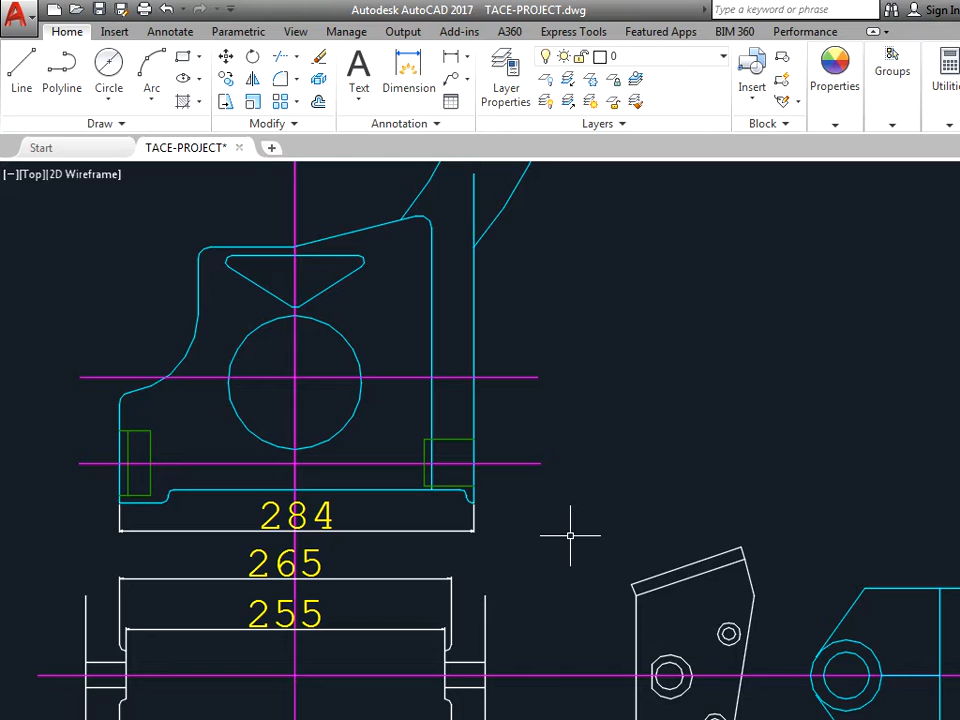 Autodesk AutoCAD 2017 TACE-PROJECT.dwg
Type a keyword or phrase
Sign In
Home Insert Annotate Parametric View Manage Output Add-ins A360 Express Tools Featured Apps BIM 360 Performance
Line Polyline Circle Arc
Text Dimension
Layer Properties
0
Insert
Properties
Groups
Draw Modify Annotation Layers Block
Start TACE-PROJECT*
[−][Top][2D Wireframe]
284
265
255